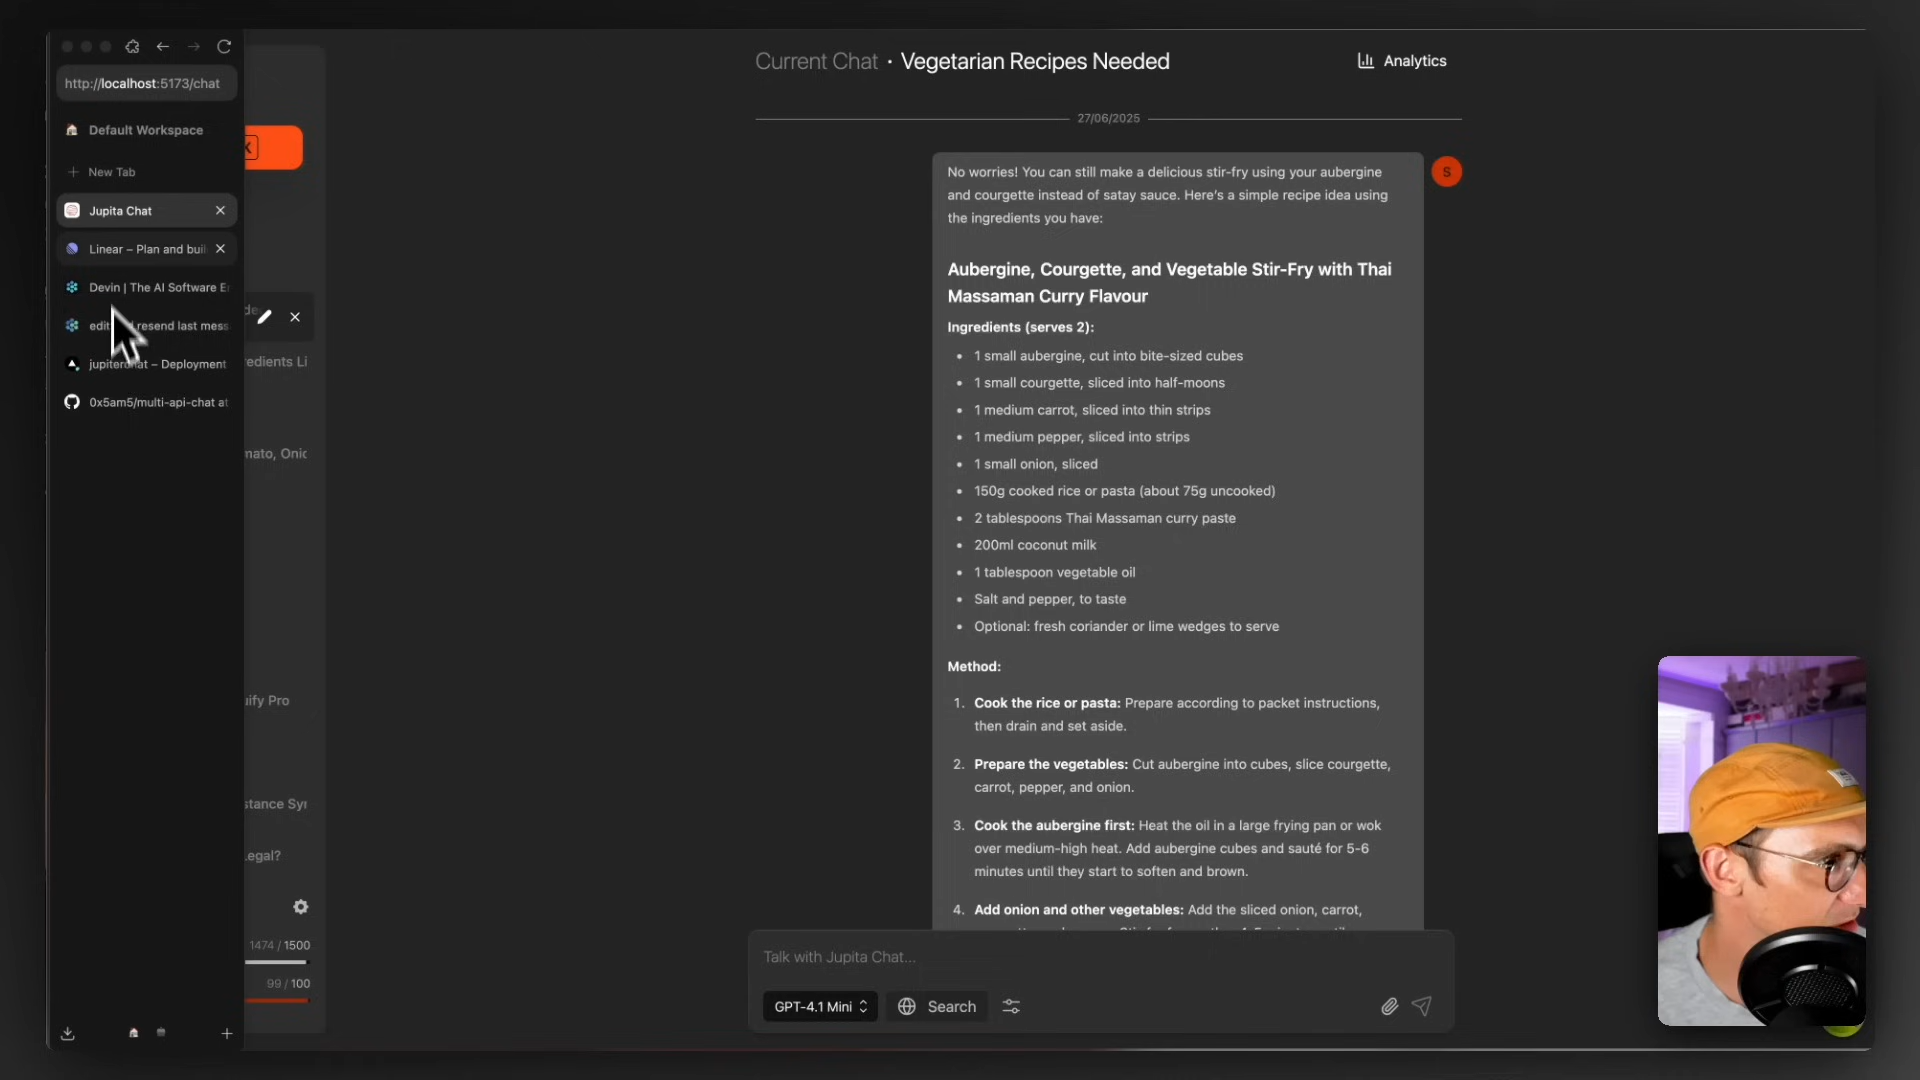 http://localhost:5173/chat
Default Workspace
New Tab
Jupita Chat
Linear – Plan and buil
Devin | The AI Software E
resend last mess
– Deployment
0x5am5/multi-api-chat at
redients Li
mato, Onic
uify Pro
stance Syr
Legal?
1474 / 1500
99 / 100
Current Chat • Vegetarian Recipes Needed
Analytics
27/06/2025
S
No worries! You can still make a delicious stir-fry using your aubergine
and courgette instead of satay sauce. Here's a simple recipe idea using
the ingredients you have:
Aubergine, Courgette, and Vegetable Stir-Fry with Thai
Massaman Curry Flavour
Ingredients (serves 2):
• 1 small aubergine, cut into bite-sized cubes
• 1 small courgette, sliced into half-moons
• 1 medium carrot, sliced into thin strips
• 1 medium pepper, sliced into strips
• 1 small onion, sliced
• 150g cooked rice or pasta (about 75g uncooked)
• 2 tablespoons Thai Massaman curry paste
• 200ml coconut milk
• 1 tablespoon vegetable oil
• Salt and pepper, to taste
• Optional: fresh coriander or lime wedges to serve
Method:
1. Cook the rice or pasta: Prepare according to packet instructions,
then drain and set aside.
2. Prepare the vegetables: Cut aubergine into cubes, slice courgette,
carrot, pepper, and onion.
3. Cook the aubergine first: Heat the oil in a large frying pan or wok
over medium-high heat. Add aubergine cubes and sauté for 5-6
minutes until they start to soften and brown.
4. Add onion and other vegetables: Add the sliced onion, carrot,
Talk with Jupita Chat...
GPT-4.1 Mini
Search